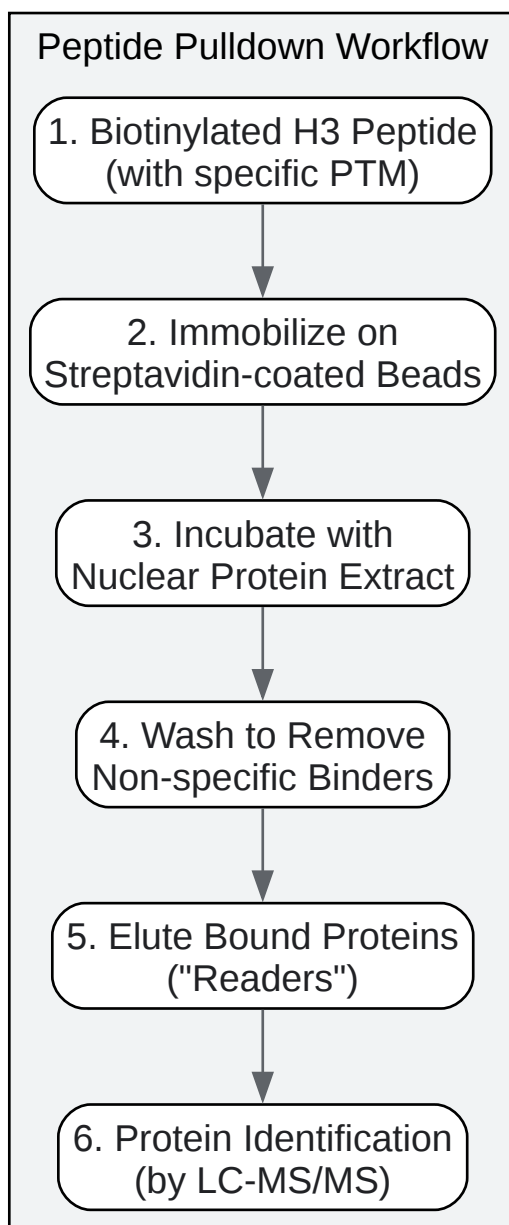 Peptide Pulldown Workflow
1. Biotinylated H3 Peptide
(with specific PTM)
2. Immobilize on
Streptavidin-coated Beads
3. Incubate with
Nuclear Protein Extract
4. Wash to Remove
Non-specific Binders
5. Elute Bound Proteins
("Readers")
6. Protein Identification
(by LC-MS/MS)